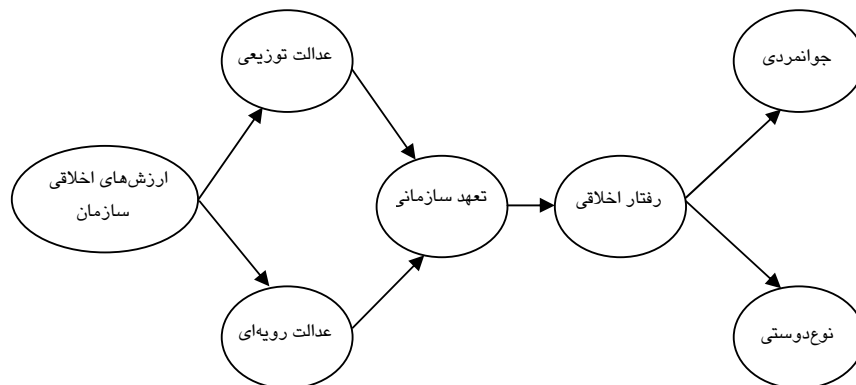 ارزش‌های اخلاقی
سازمان
عدالت توزیعی
عدالت رویه‌ای
تعهد سازمانی
رفتار اخلاقی
جوانمردی
نوع‌دوستی